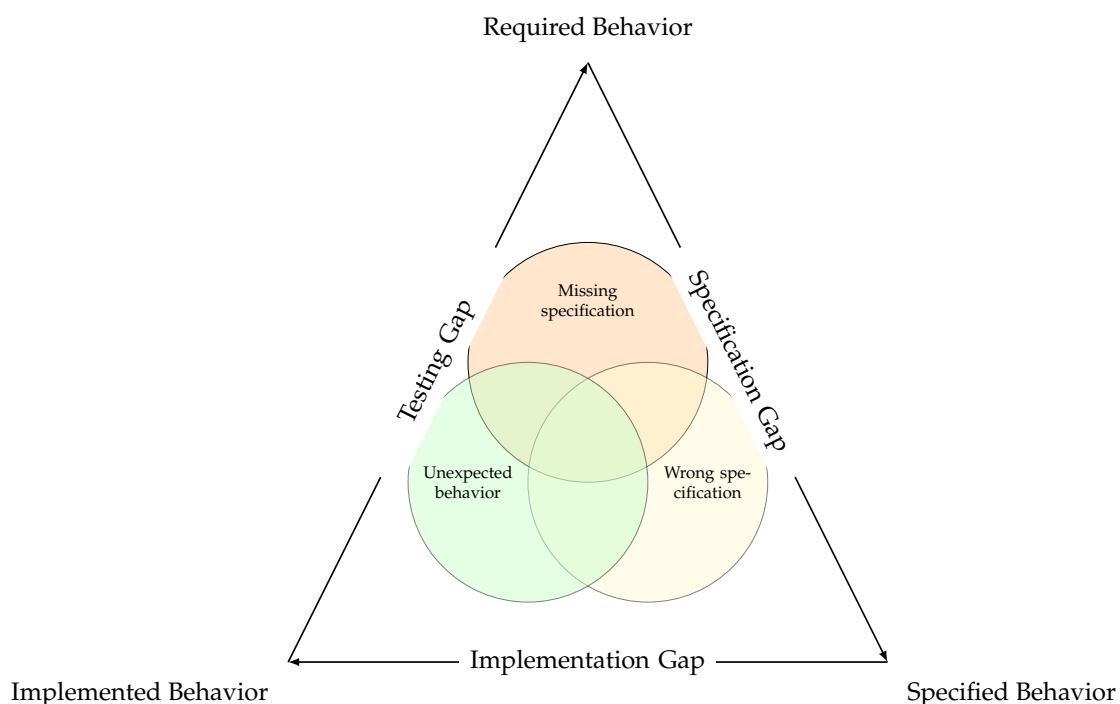 Required Behavior
Missing
specification
Testing Gap
Specification Gap
Unexpected
behavior
Wrong spe-
cification
Implementation Gap
Implemented Behavior
Specified Behavior